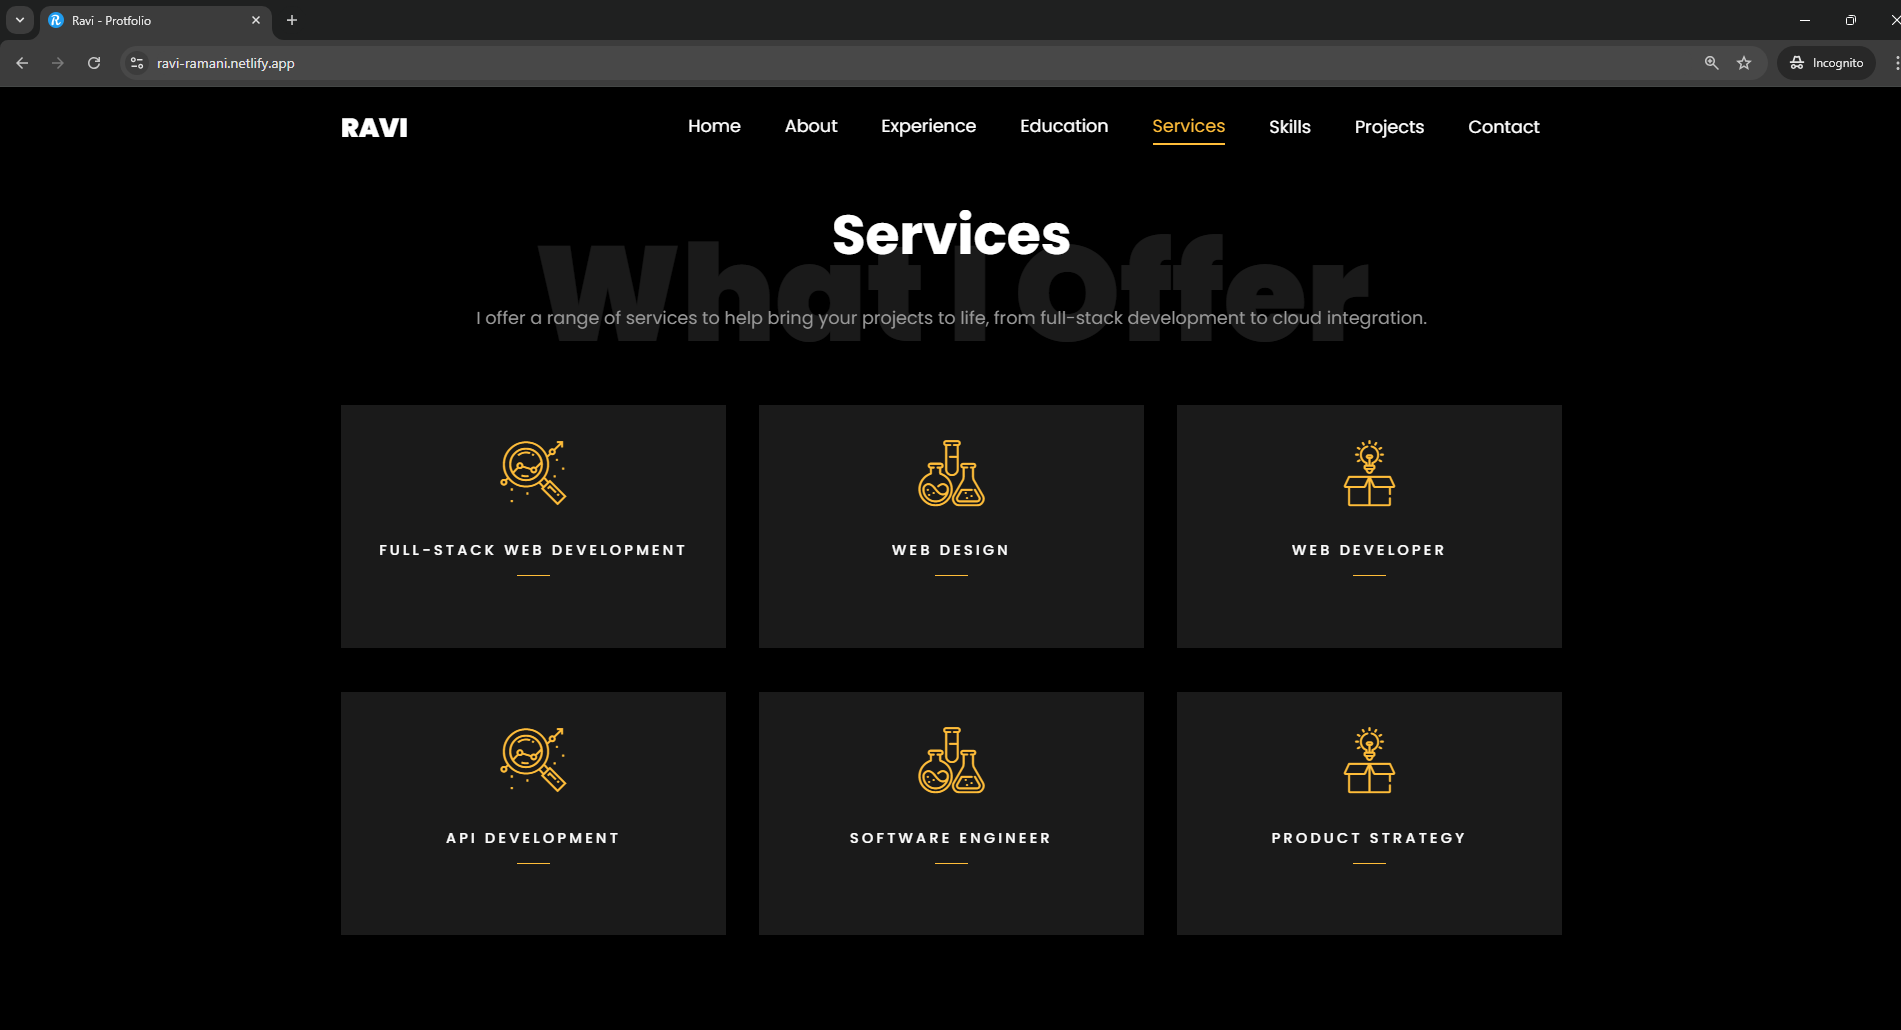 Ravi - Protfolio
ravi-ramani.netlify.app
Incognito
RAVI
Home About Experience Education Services Skills Projects Contact
Services
What I Offer
I offer a range of services to help bring your projects to life, from full-stack development to cloud integration.
FULL-STACK WEB DEVELOPMENT
WEB DESIGN
WEB DEVELOPER
API DEVELOPMENT
SOFTWARE ENGINEER
PRODUCT STRATEGY